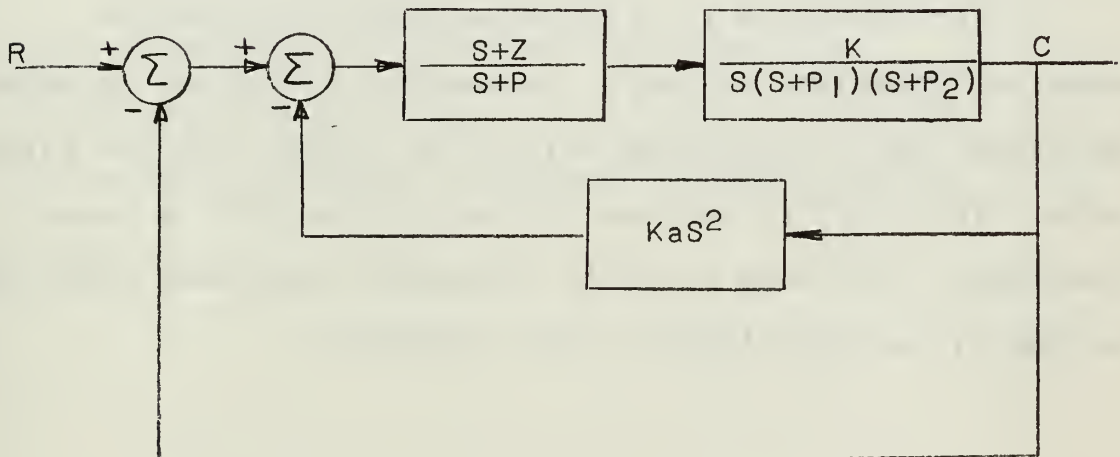 R + Σ - + Σ - S+Z K C
S+P S(S+P1)(S+P2)
KaS²